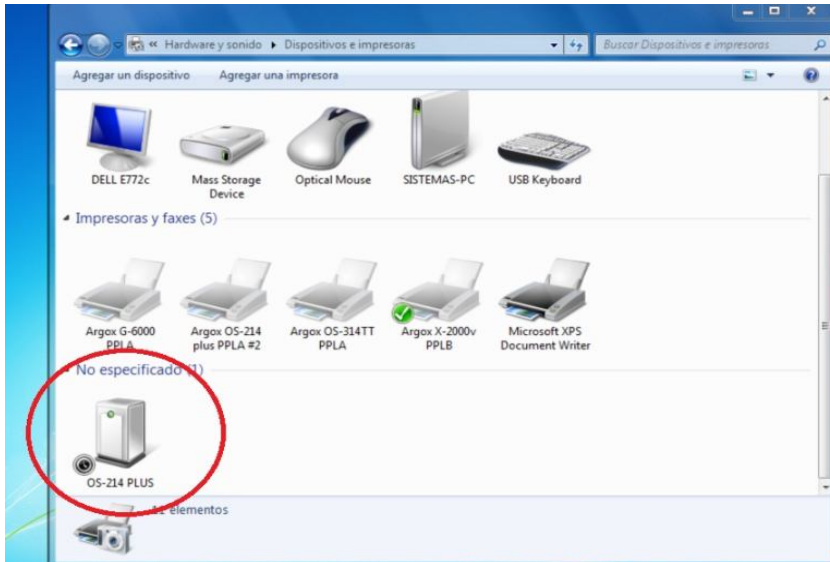 « Hardware y sonido ▸ Dispositivos e impresoras
Buscar Dispositivos e impresoras
Agregar un dispositivo Agregar una impresora
DELL E772c
Mass Storage
Device
Optical Mouse
SISTEMAS-PC
USB Keyboard
Impresoras y faxes (5)
Argox G-6000
PPLA
Argox OS-214
plus PPLA #2
Argox OS-314TT
PPLA
Argox X-2000v
PPLB
Microsoft XPS
Document Writer
No especificado (1)
OS-214 PLUS
11 elementos